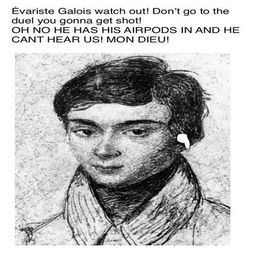 Évariste Galois watch out! Don't go to the
duel you gonna get shot!
OH NO HE HAS HIS AIRPODS IN AND HE
CANT HEAR US! MON DIEU!